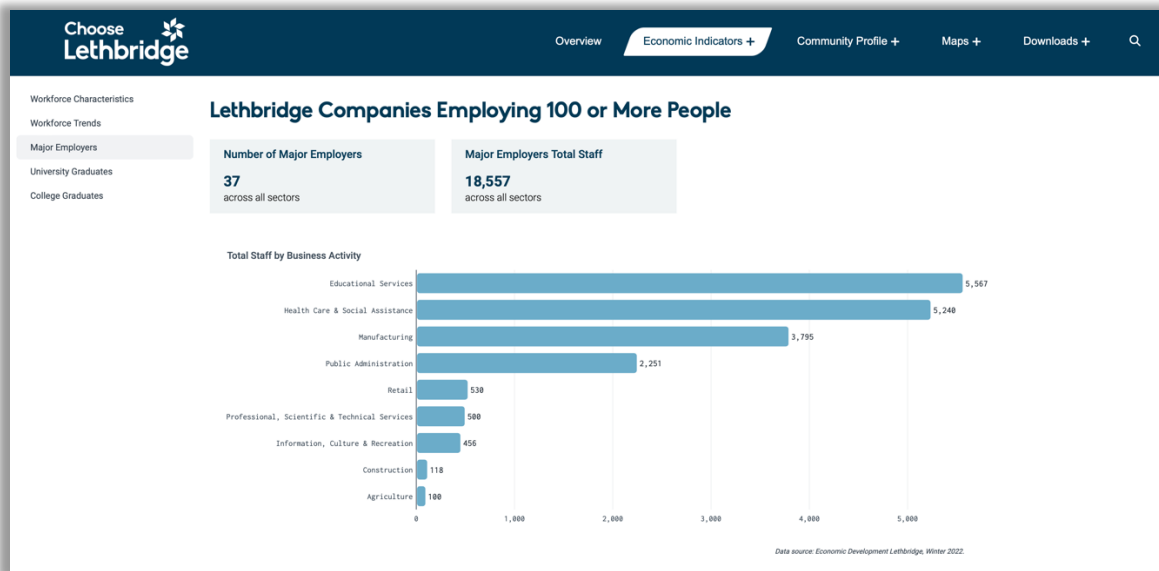 Choose
Lethbridge
Overview
Economic Indicators +
Community Profile +
Maps +
Downloads +
Workforce Characteristics
Workforce Trends
Major Employers
University Graduates
College Graduates
Lethbridge Companies Employing 100 or More People
Number of Major Employers
37
across all sectors
Major Employers Total Staff
18,557
across all sectors
Total Staff by Business Activity
Educational Services 5,567
Health Care & Social Assistance 5,240
Manufacturing 3,795
Public Administration 2,251
Retail 530
Professional, Scientific & Technical Services 500
Information, Culture & Recreation 456
Construction 118
Agriculture 100
0 1,000 2,000 3,000 4,000 5,000
Data source: Economic Development Lethbridge, Winter 2022.